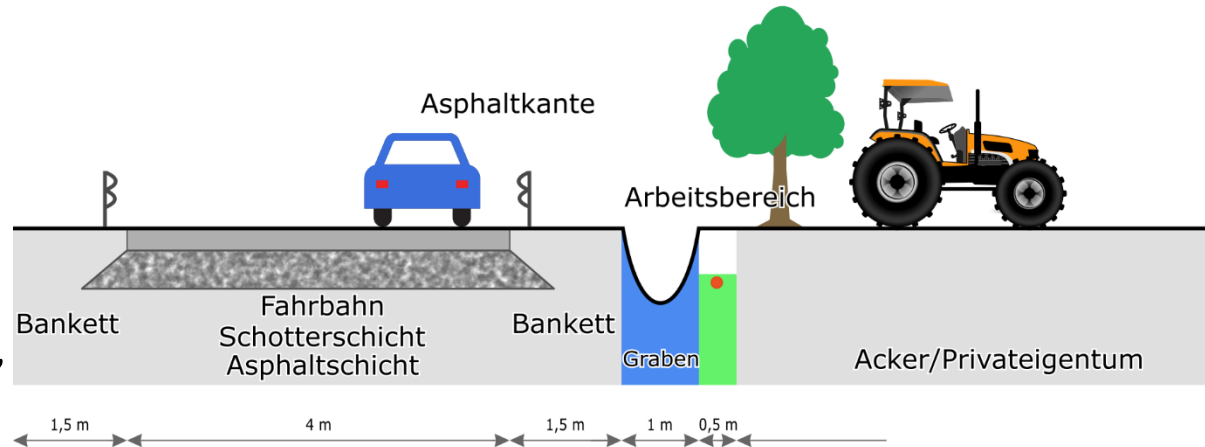 Asphaltkante
Arbeitsbereich
Bankett
Fahrbahn
Schotterschicht
Asphaltschicht
Bankett
Graben
Acker/Privateigentum
,
1,5 m
4 m
1,5 m
1 m
0,5 m